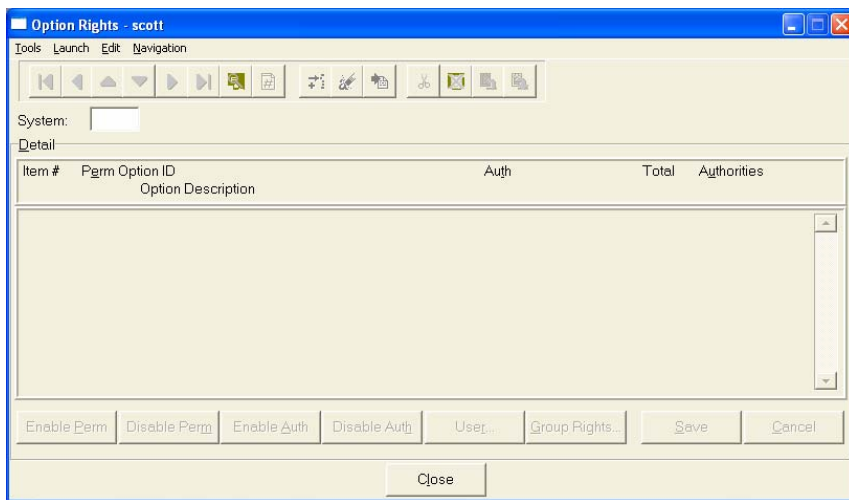 Option Rights - scott
Tools Launch Edit Navigation
System:
Detail
Item # Perm Option ID Auth Total Authorities
Option Description
Enable Perm Disable Perm Enable Auth Disable Auth User... Group Rights... Save Cancel
Close